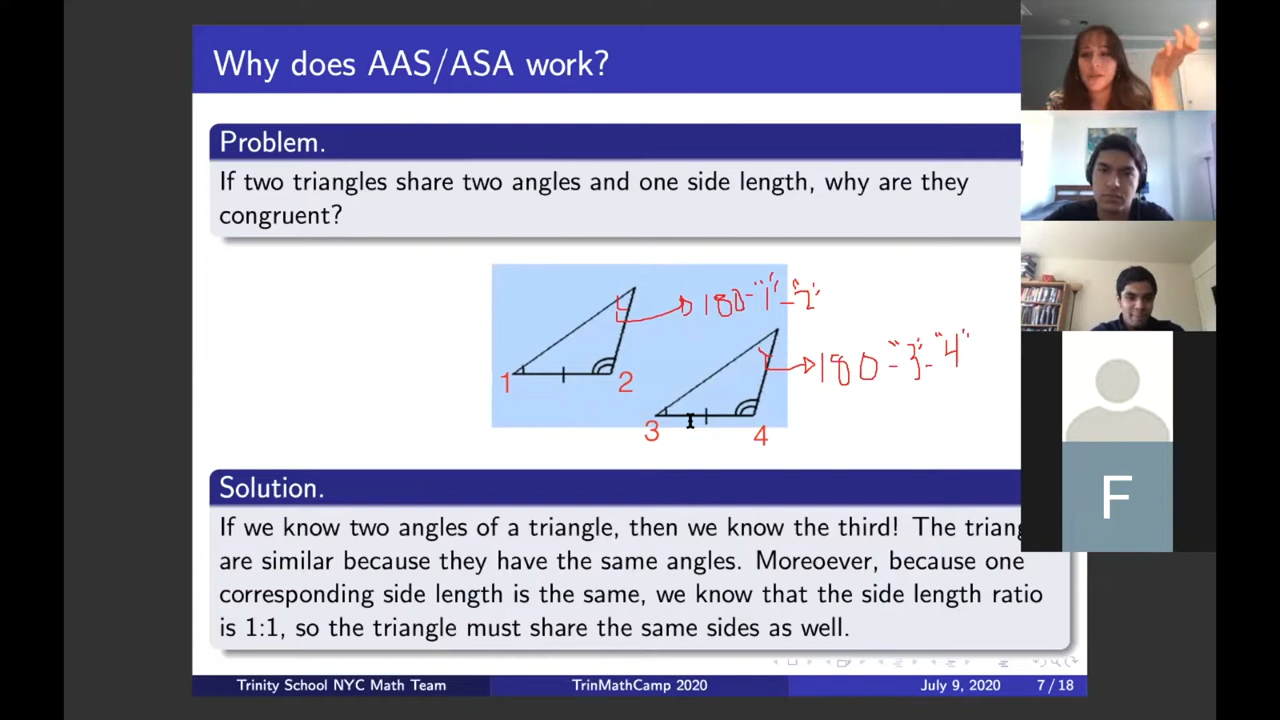 Why does AAS/ASA work?
Problem.
If two triangles share two angles and one side length, why are they
congruent?
180-"1"-"2"
180-"3"-"4"
1
2
3
4
Solution.
If we know two angles of a triangle, then we know the third! The triang
are similar because they have the same angles. Moreoever, because one
corresponding side length is the same, we know that the side length ratio
is 1:1, so the triangle must share the same sides as well.
Trinity School NYC Math Team
TrinMathCamp 2020
July 9, 2020
7 / 18
F